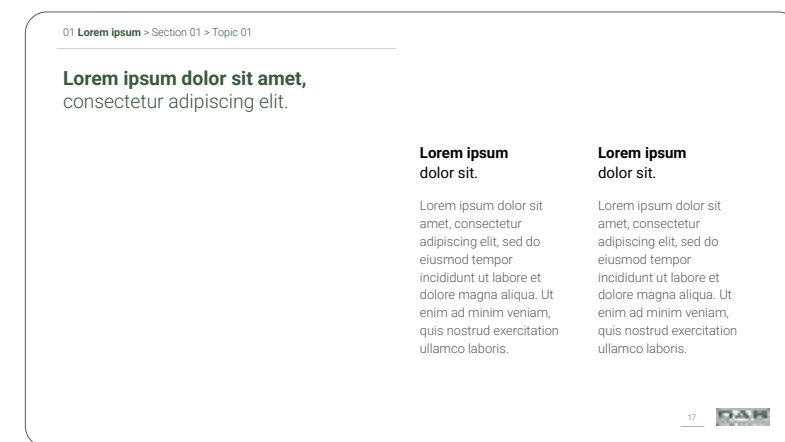 01 Lorem ipsum > Section 01 > Topic 01
Lorem ipsum dolor sit amet,
consectetur adipiscing elit.
Lorem ipsum
dolor sit.
Lorem ipsum dolor sit
amet, consectetur
adipiscing elit, sed do
eiusmod tempor
incididunt ut labore et
dolore magna aliqua. Ut
enim ad minim veniam,
quis nostrud exercitation
ullamco laboris.
Lorem ipsum
dolor sit.
Lorem ipsum dolor sit
amet, consectetur
adipiscing elit, sed do
eiusmod tempor
incididunt ut labore et
dolore magna aliqua. Ut
enim ad minim veniam,
quis nostrud exercitation
ullamco laboris.
17
DAB